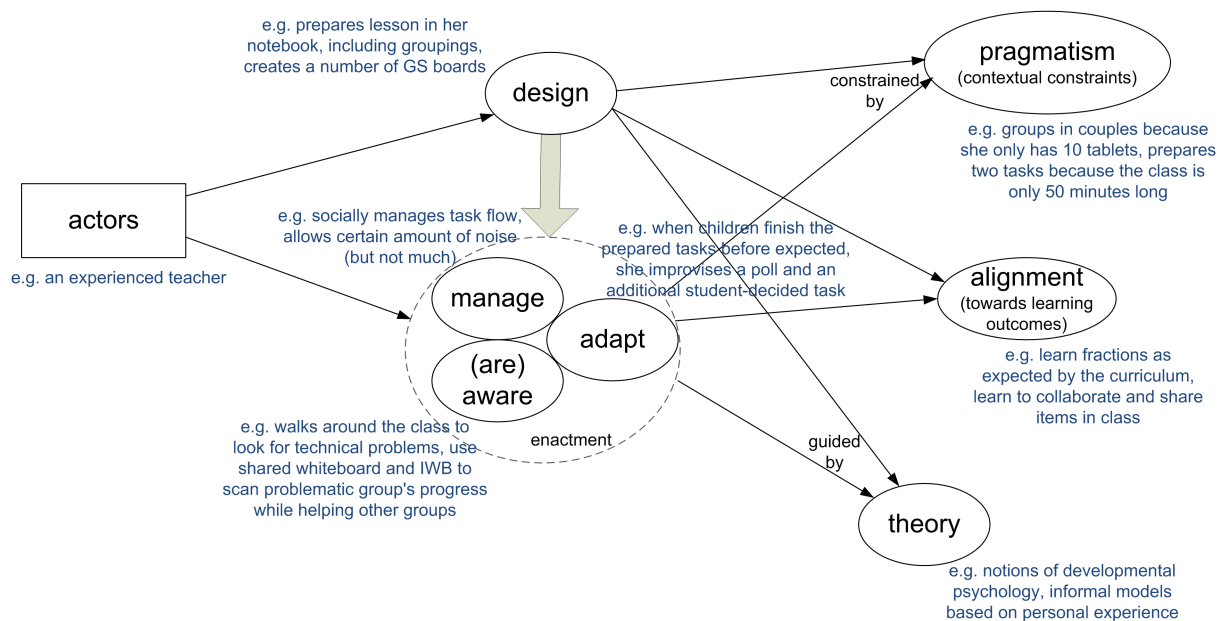 e.g. prepares lesson in her
notebook, including groupings,
creates a number of GS boards
design
pragmatism
(contextual constraints)
constrained
by
e.g. groups in couples because
she only has 10 tablets, prepares
two tasks because the class is
only 50 minutes long
actors
e.g. an experienced teacher
e.g. socially manages task flow,
allows certain amount of noise
(but not much)
e.g. when children finish the
prepared tasks before expected,
she improvises a poll and an
additional student-decided task
manage
adapt
(are)
aware
enactment
alignment
(towards learning
outcomes)
e.g. learn fractions as
expected by the curriculum,
learn to collaborate and share
items in class
e.g. walks around the class to
look for technical problems, use
shared whiteboard and IWB to
scan problematic group's progress
while helping other groups
guided
by
theory
e.g. notions of developmental
psychology, informal models
based on personal experience